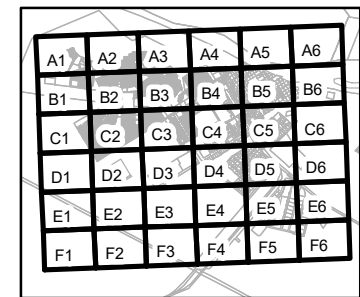 A1 A2 A3 A4 A5 A6
B1 B2 B3 B4 B5 B6
C1 C2 C3 C4 C5 C6
D1 D2 D3 D4 D5 D6
E1 E2 E3 E4 E5 E6
F1 F2 F3 F4 F5 F6